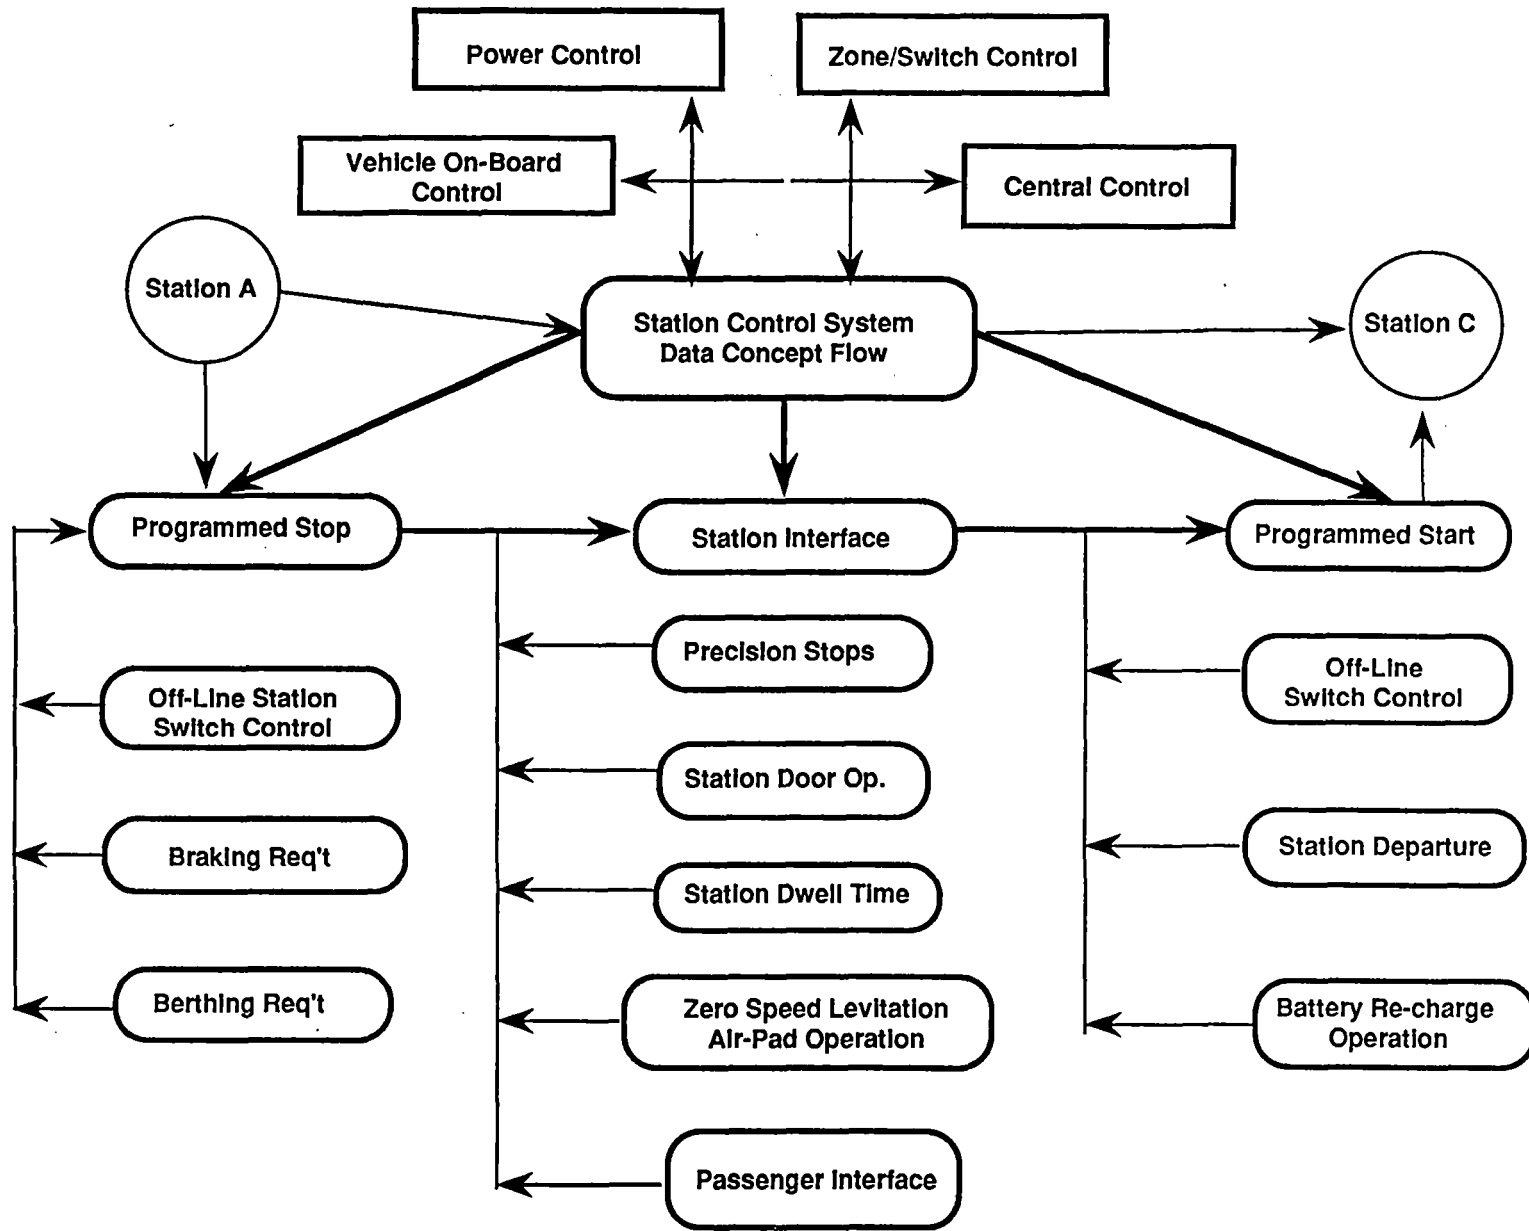 Power Control
Zone/Switch Control
Vehicle On-Board
Control
Central Control
Station A
Station Control System
Data Concept Flow
Station C
Programmed Stop
Station Interface
Programmed Start
Precision Stops
Off-Line
Switch Control
Off-Line Station
Switch Control
Station Door Op.
Braking Req't
Station Departure
Station Dwell Time
Berthing Req't
Zero Speed Levitation
Air-Pad Operation
Battery Re-charge
Operation
Passenger Interface